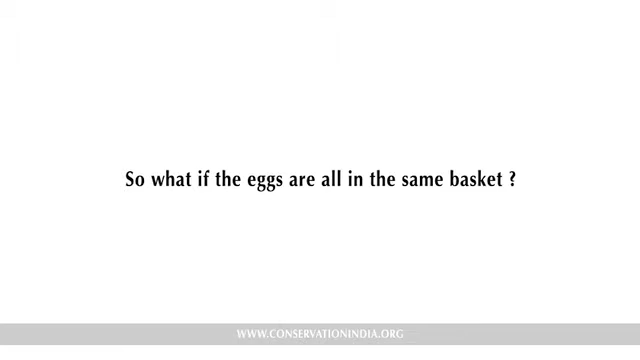 So what if the eggs are all in the same basket ?
WWW.CONSERVATIONINDIA.ORG